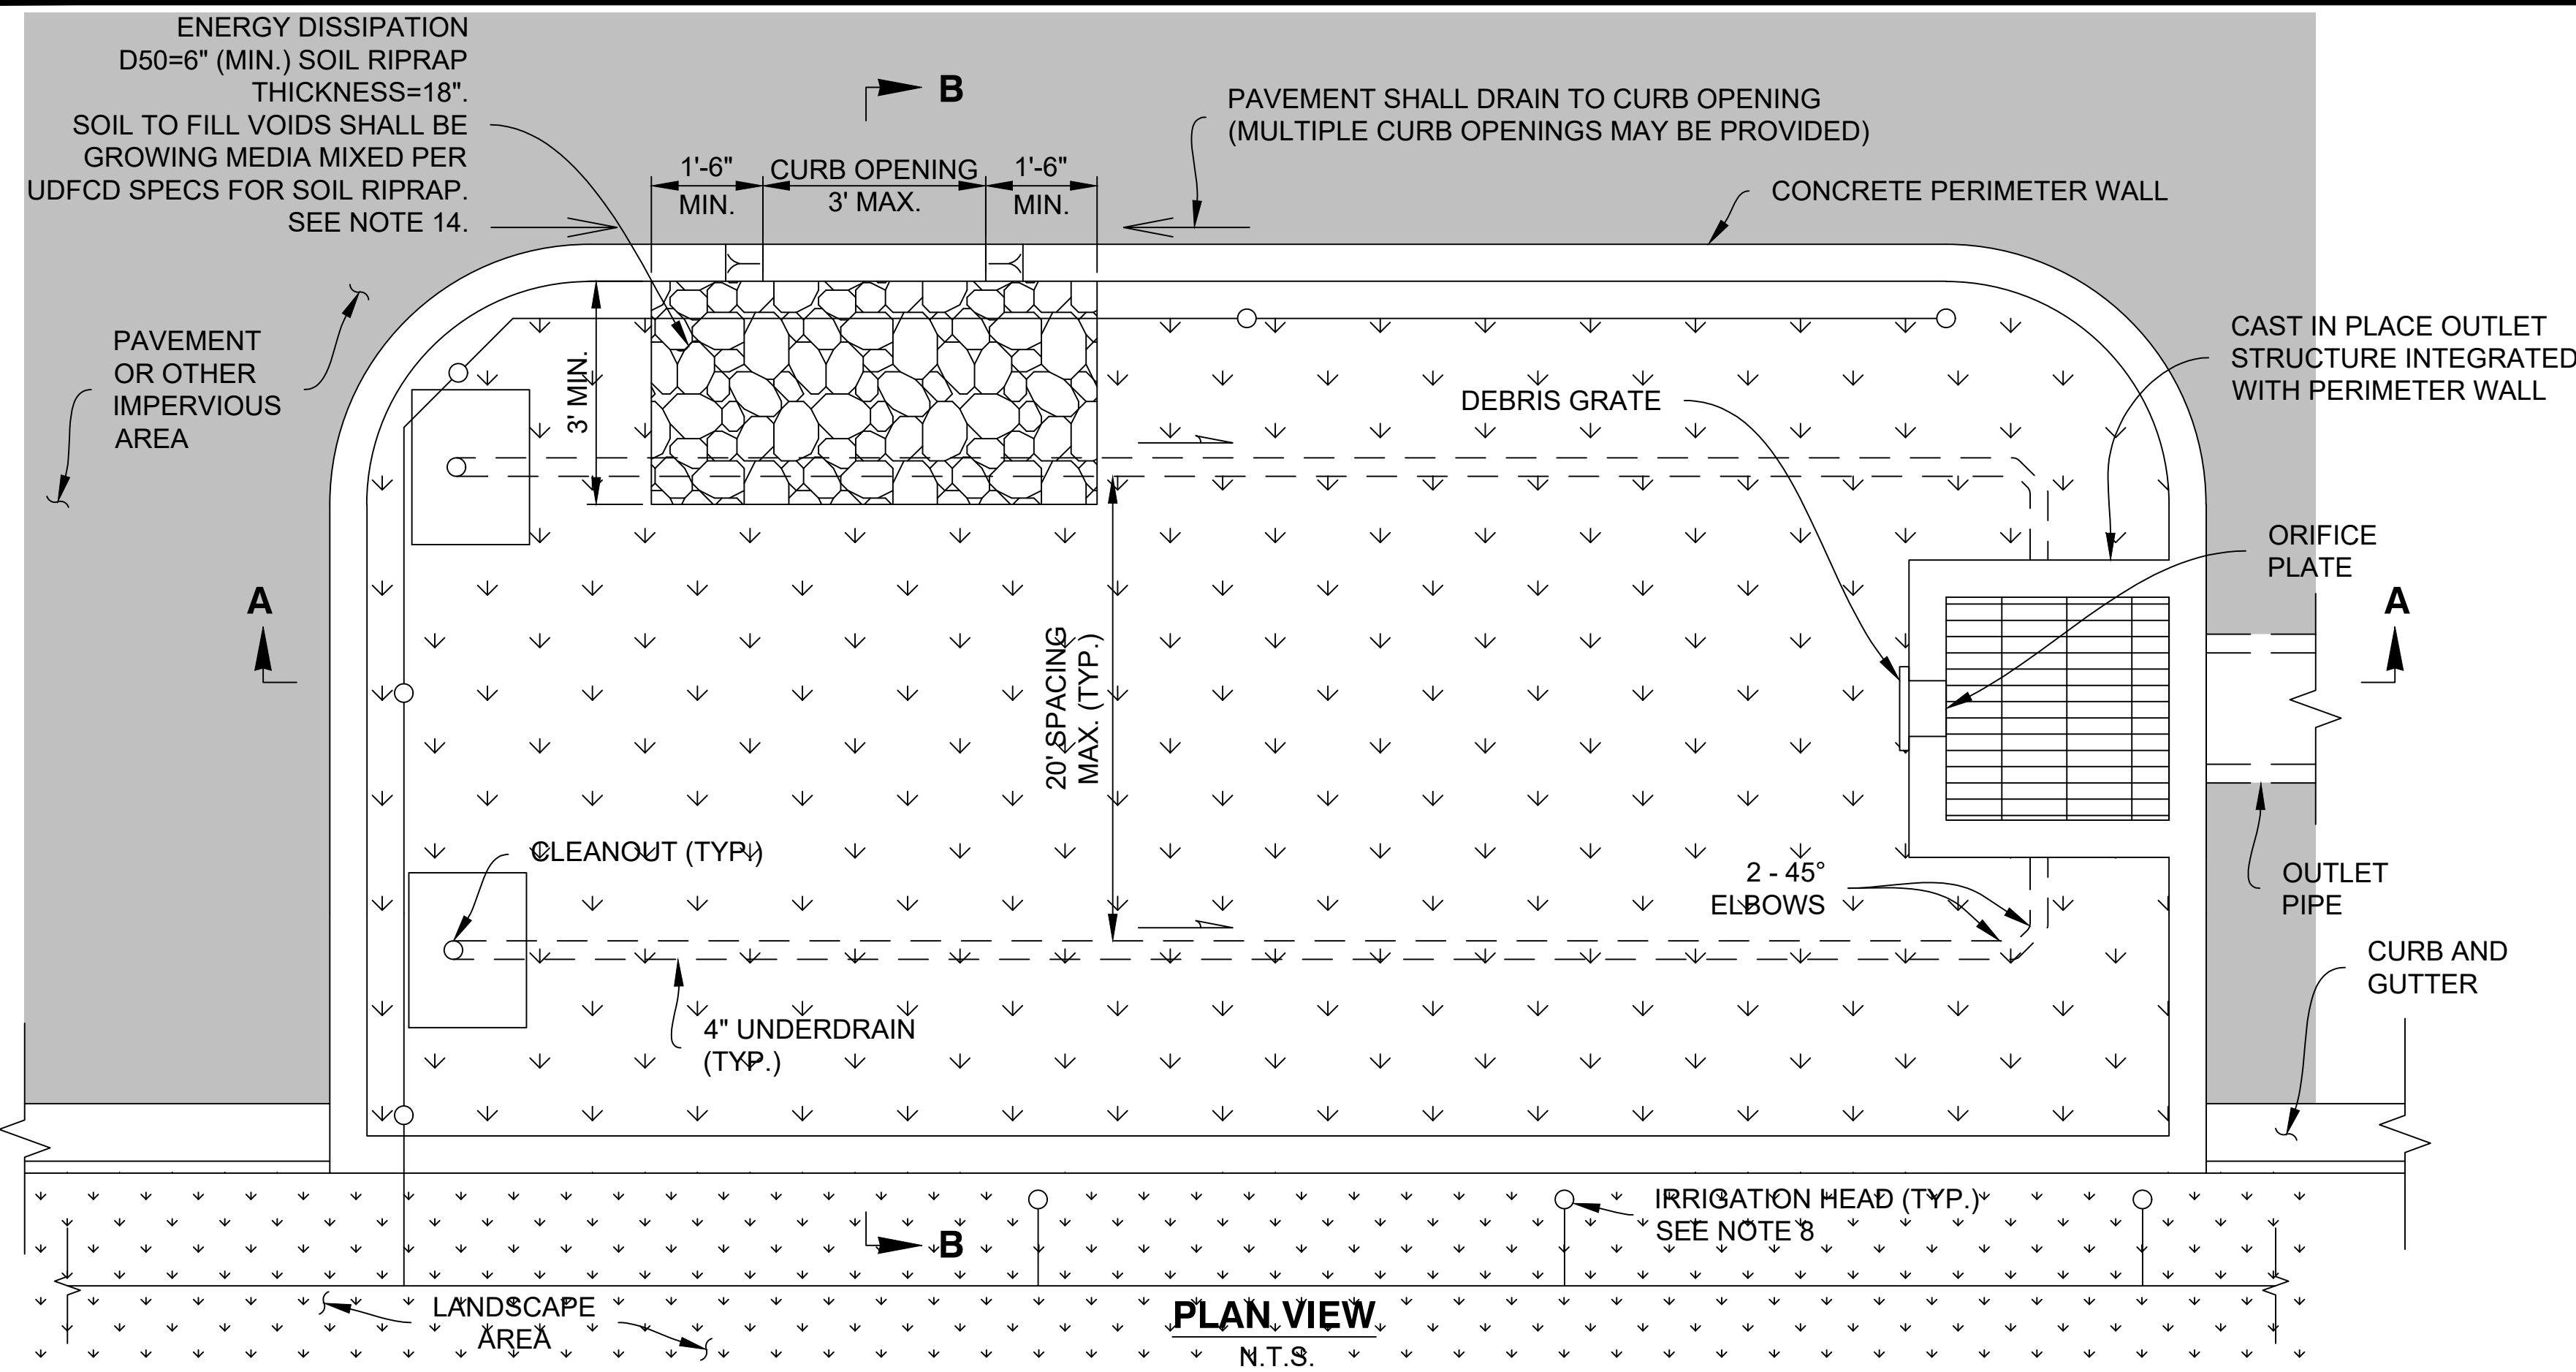 ENERGY DISSIPATION
D50=6" (MIN.) SOIL RIPRAP
THICKNESS=18".
SOIL TO FILL VOIDS SHALL BE
GROWING MEDIA MIXED PER
UDFCD SPECS FOR SOIL RIPRAP.
SEE NOTE 14.
B
PAVEMENT SHALL DRAIN TO CURB OPENING
(MULTIPLE CURB OPENINGS MAY BE PROVIDED)
1'-6"
MIN.
CURB OPENING
3' MAX.
1'-6"
MIN.
CONCRETE PERIMETER WALL
PAVEMENT
OR OTHER
IMPERVIOUS
AREA
3' MIN.
DEBRIS GRATE
CAST IN PLACE OUTLET
STRUCTURE INTEGRATED
WITH PERIMETER WALL
ORIFICE
PLATE
A
A
20' SPACING
MAX. (TYP.)
CLEANOUT (TYP.)
2 - 45°
ELBOWS
OUTLET
PIPE
CURB AND
GUTTER
4" UNDERDRAIN
(TYP.)
IRRIGATION HEAD (TYP.)
SEE NOTE 8
B
LANDSCAPE
AREA
PLAN VIEW
N.T.S.